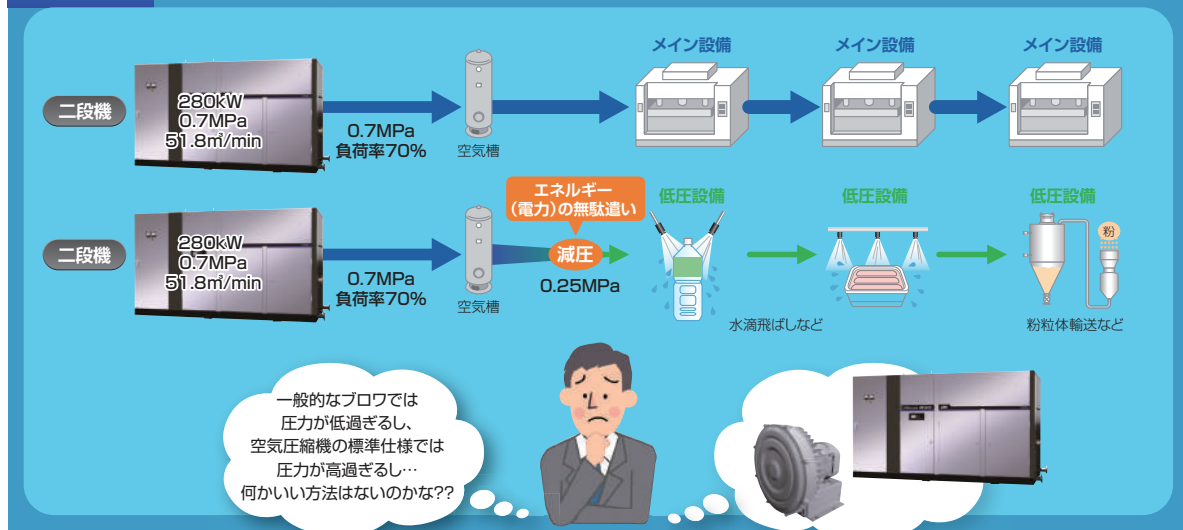 メイン設備
メイン設備
メイン設備
二段機
280kW
0.7MPa
51.8㎥/min
0.7MPa
負荷率70%
空気槽
エネルギー
(電力)の無駄遣い
低圧設備
低圧設備
低圧設備
二段機
280kW
0.7MPa
51.8㎥/min
0.7MPa
負荷率70%
空気槽
減圧
0.25MPa
粉
水滴飛ばしなど
粉粒体輸送など
一般的なブロワでは
圧力が低過ぎるし、
空気圧縮機の標準仕様では
圧力が高過ぎるし…
何かいい方法はないのかな??